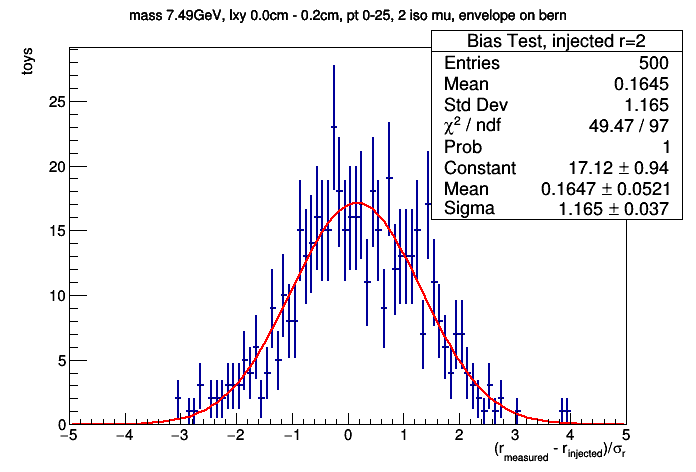 mass 7.49GeV, lxy 0.0cm - 0.2cm, pt 0-25, 2 iso mu, envelope on bern
toys
Bias Test, injected r=2
Entries 500
Mean 0.1645
Std Dev 1.165
χ² / ndf 49.47 / 97
Prob 1
Constant 17.12 ± 0.94
Mean 0.1647 ± 0.0521
Sigma 1.165 ± 0.037
25
20
15
10
5
0
−5 −4 −3 −2 −1 0 1 2 3 4 5
(r_measured - r_injected)/σ_r